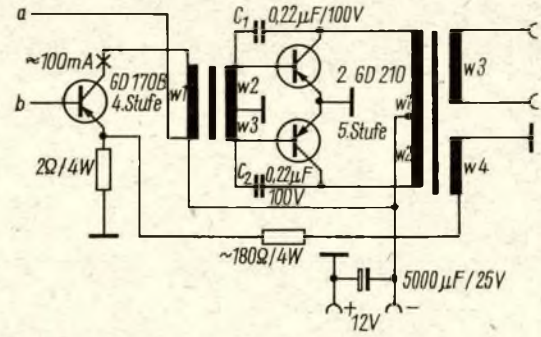 a
C₁ 0,22µF/100V
≈100mA
GD 170B
4.Stufe
w1
w2
w3
2 GD 210
w1
w3
b
5.Stufe
w2
w4
2Ω/4W
C₂ 0,22µF
100V
~180Ω/4W
5000µF/25V
+ 12V -